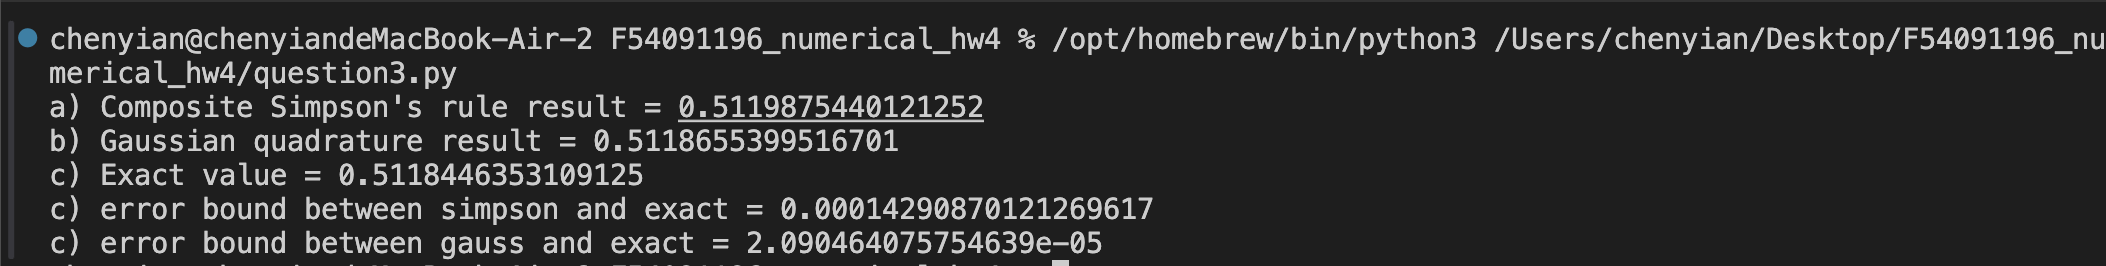 chenyian@chenyiandeMacBook-Air-2 F54091196_numerical_hw4 % /opt/homebrew/bin/python3 /Users/chenyian/Desktop/F54091196_nu
merical_hw4/question3.py
a) Composite Simpson's rule result = 0.5119875440121252
b) Gaussian quadrature result = 0.5118655399516701
c) Exact value = 0.5118446353109125
c) error bound between simpson and exact = 0.00014290870121269617
c) error bound between gauss and exact = 2.090464075754639e-05